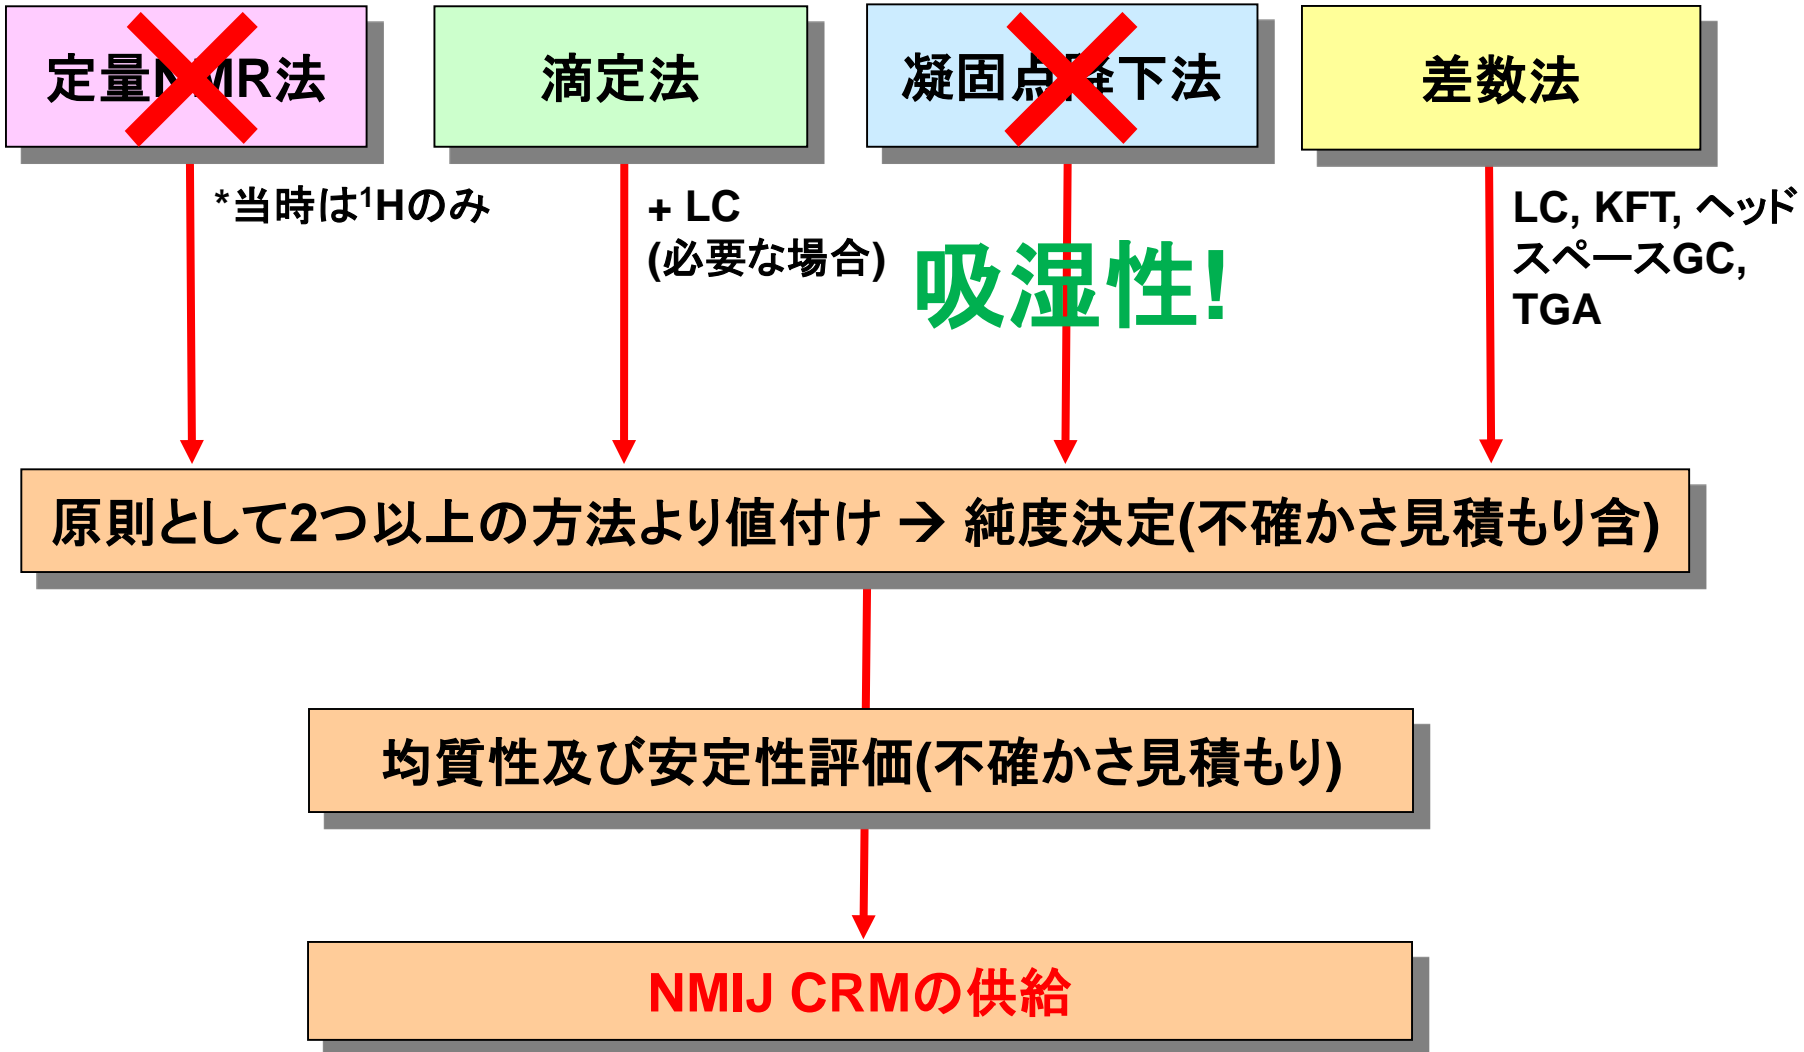 定量NMR法
滴定法
凝固点降下法
差数法
*当時は¹Hのみ
+ LC
(必要な場合)
吸湿性!
LC, KFT, ヘッド
スペースGC,
TGA
原則として2つ以上の方法より値付け → 純度決定(不確かさ見積もり含)
均質性及び安定性評価(不確かさ見積もり)
NMIJ CRMの供給